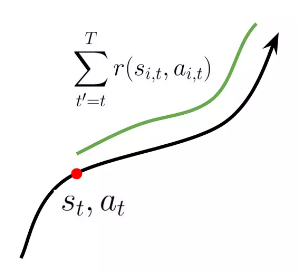 \sum_{t'=t}^{T} r(s_{i,t}, a_{i,t})
s_t, a_t